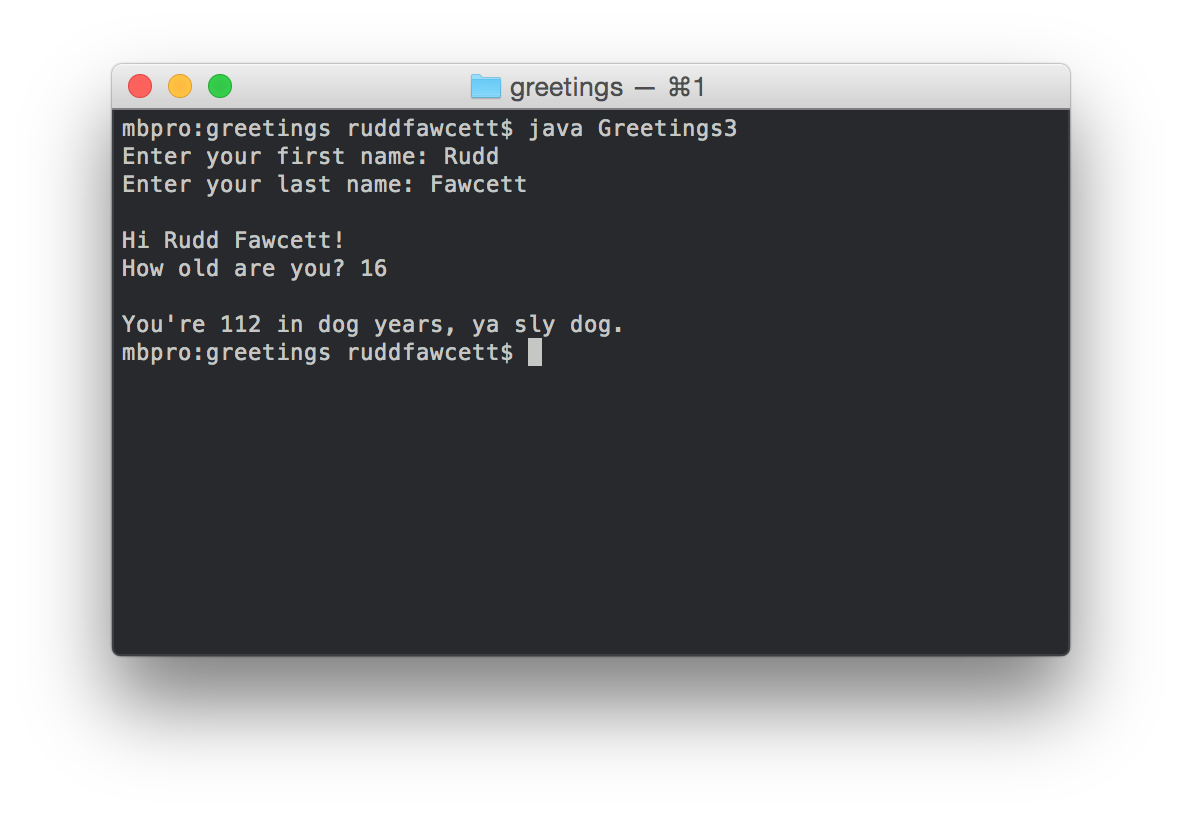 greetings — ⌘1
mbpro:greetings ruddfawcett$ java Greetings3
Enter your first name: Rudd
Enter your last name: Fawcett
Hi Rudd Fawcett!
How old are you? 16
You're 112 in dog years, ya sly dog.
mbpro:greetings ruddfawcett$